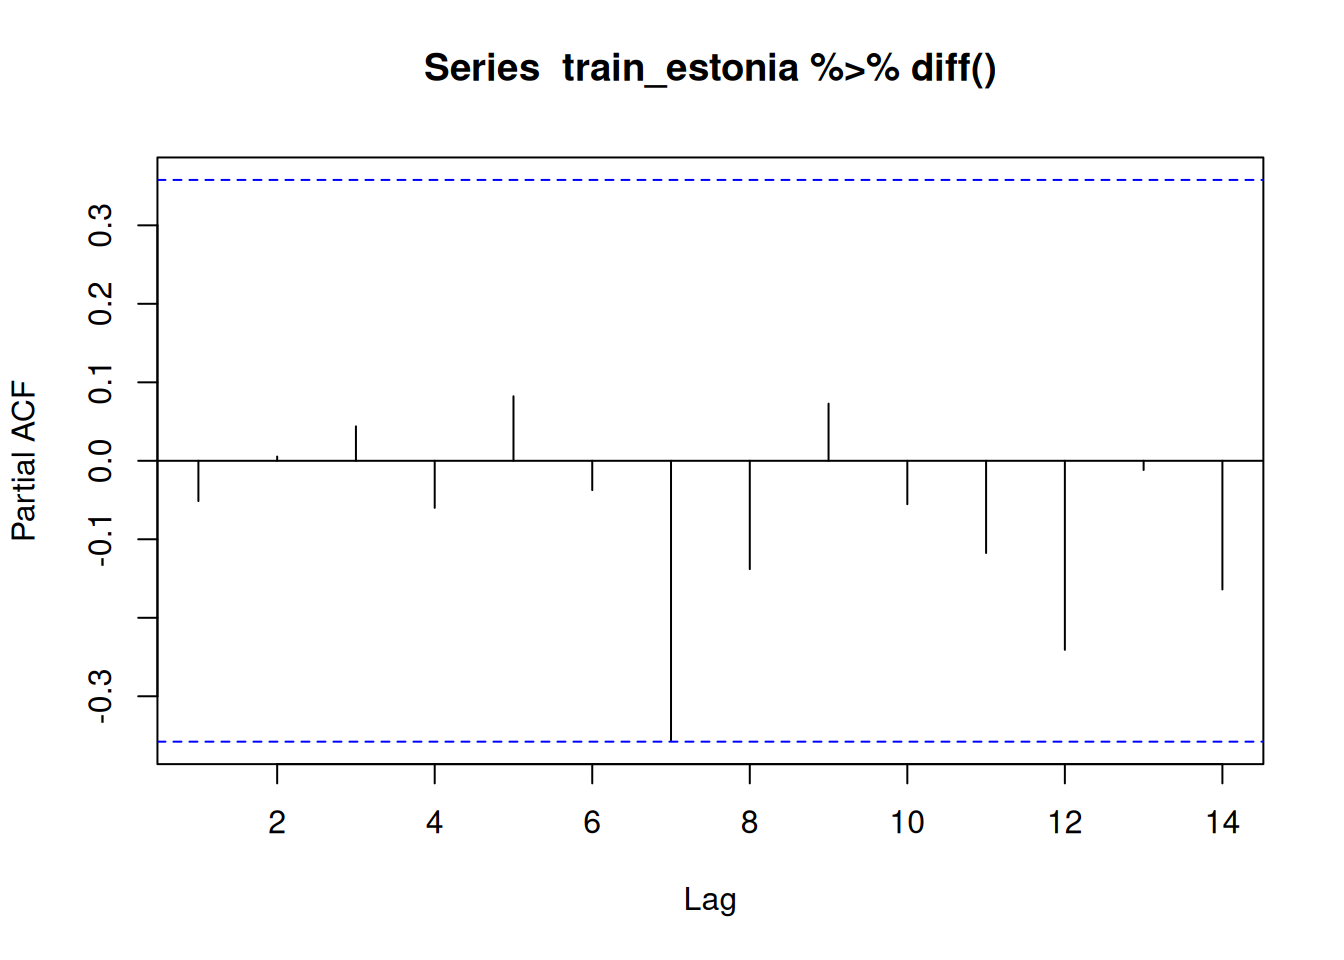 Series  train_estonia %>% diff()
Partial ACF
0.3
0.2
0.1
0.0
-0.1
-0.3
2 4 6 8 10 12 14
Lag